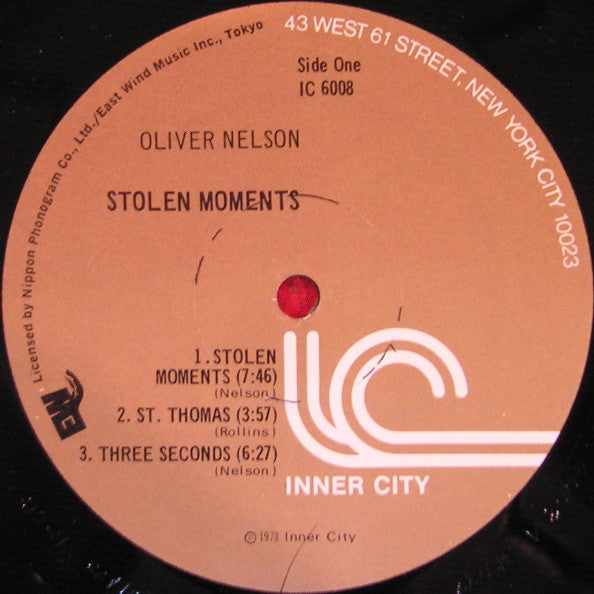 43 WEST 61 STREET, NEW YORK CITY 10023
Licensed by Nippon Phonogram Co., Ltd./East Wind Music Inc., Tokyo
Side One
IC 6008
OLIVER NELSON
STOLEN MOMENTS
1. STOLEN
MOMENTS (7:46)
(Nelson)
2. ST. THOMAS (3:57)
(Rollins)
3. THREE SECONDS (6:27)
(Nelson)
INNER CITY
℗1978 Inner City